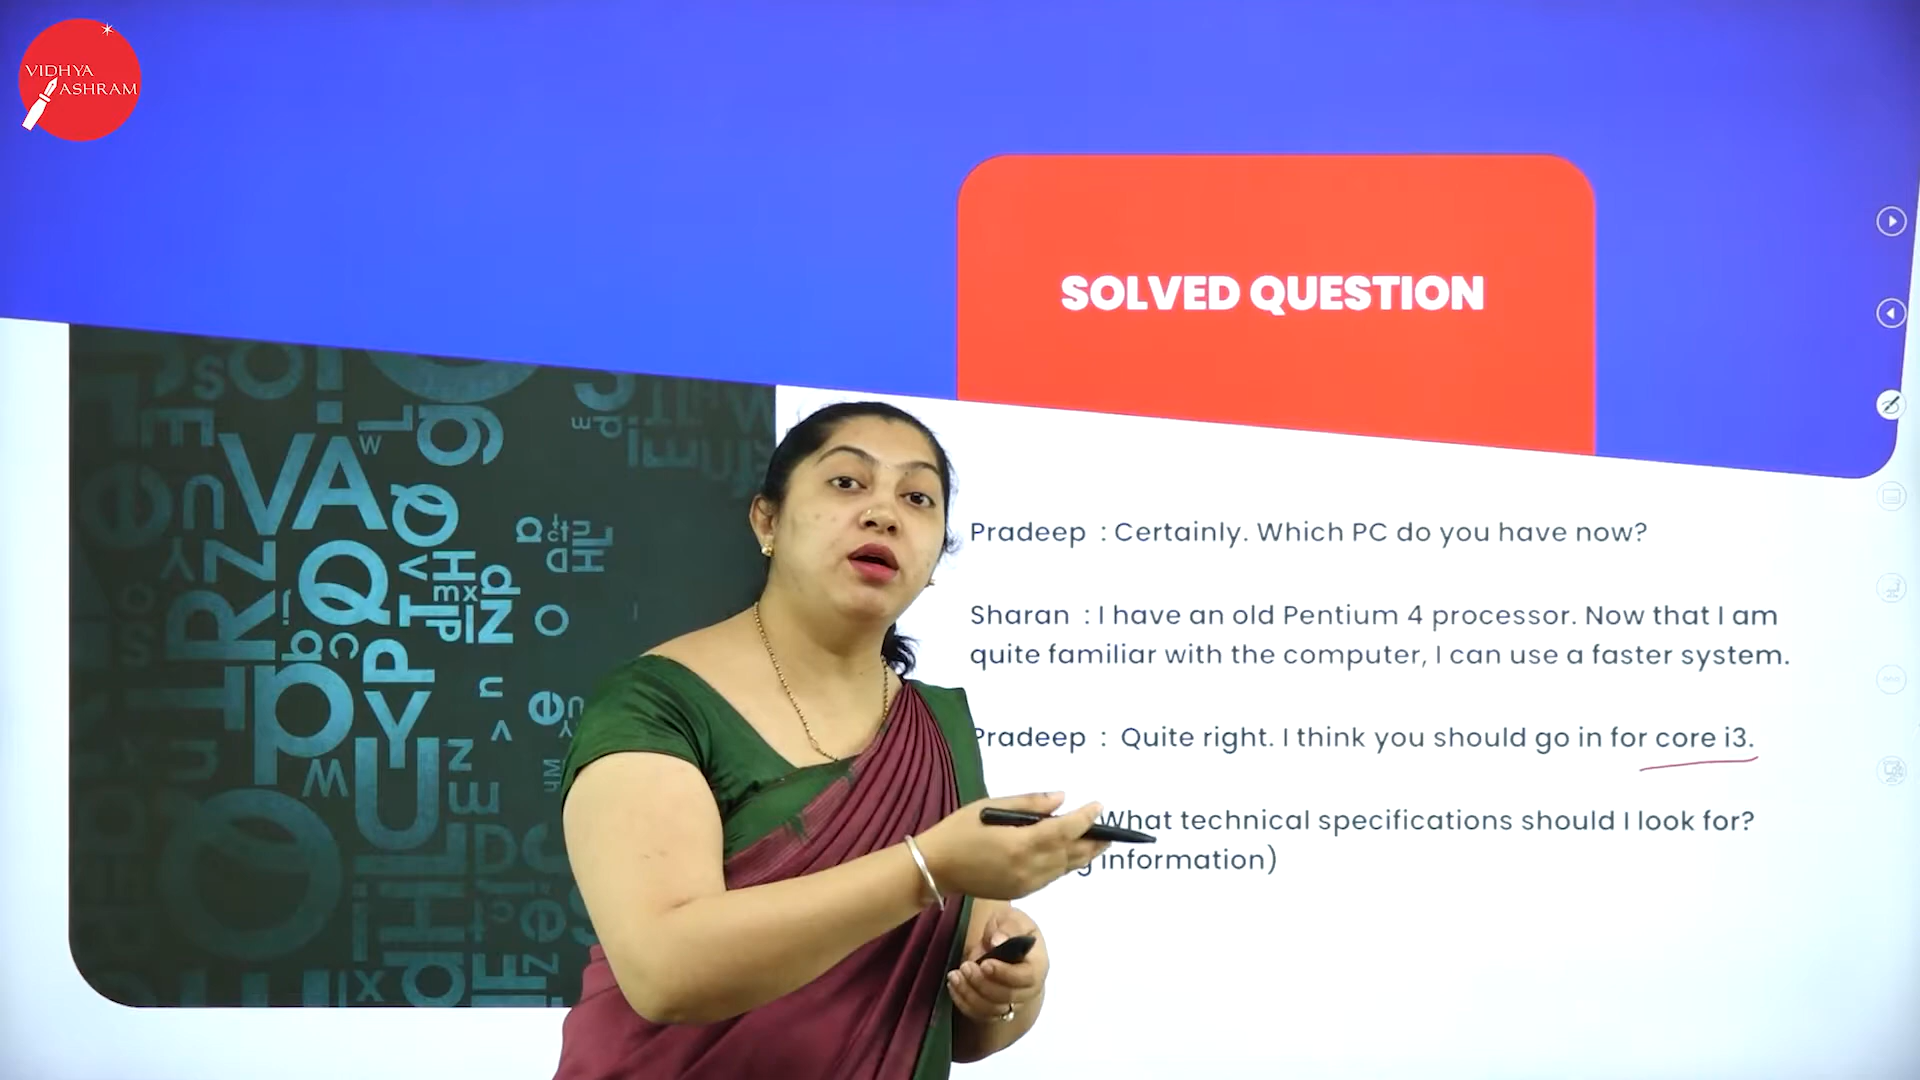 VIDHYA
ASHRAM
SOLVED QUESTION
Pradeep : Certainly. Which PC do you have now?
Sharan : I have an old Pentium 4 processor. Now that I am
quite familiar with the computer, I can use a faster system.
Pradeep : Quite right. I think you should go in for core i3.
What technical specifications should I look for?
information)